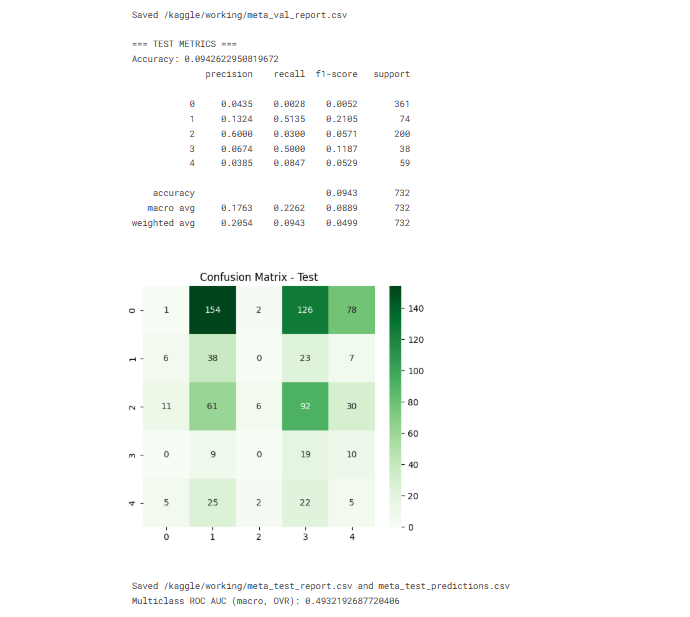 Saved /kaggle/working/meta_val_report.csv
=== TEST METRICS ===
Accuracy: 0.0942622950819672
precision recall f1-score support
0 0.0435 0.0028 0.0052 361
1 0.1324 0.5135 0.2105 74
2 0.6000 0.0300 0.0571 200
3 0.0674 0.5000 0.1187 38
4 0.0385 0.0847 0.0529 59
accuracy 0.0943 732
macro avg 0.1763 0.2262 0.0889 732
weighted avg 0.2054 0.0943 0.0499 732
Confusion Matrix - Test
0 1 154 2 126 78
1 6 38 0 23 7
2 11 61 6 92 30
3 0 9 0 19 10
4 5 25 2 22 5
0 1 2 3 4
140
120
100
80
60
40
20
0
Saved /kaggle/working/meta_test_report.csv and meta_test_predictions.csv
Multiclass ROC AUC (macro, OVR): 0.4932192687720406